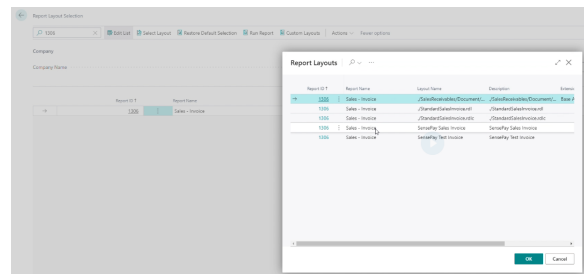 Report Layout Selection
1306
Edit List Select Layout Restore Default Selection Run Report Custom Layouts Actions Fewer options
Company
Company Name
Report ID ↑ Report Name
→ 1306 Sales - Invoice
Report Layouts
Report ID ↑ Report Name Layout Name Description Extensi
→ 1306 Sales - Invoice ./SalesReceivables/Document/... ./SalesReceivables/Document/... Base A
1306 Sales - Invoice ./StandardSalesInvoice.rdl ./StandardSalesInvoice.rdl
1306 Sales - Invoice ./StandardSalesInvoice.rdlc ./StandardSalesInvoice.rdlc
1306 Sales - Invoice SensePay Sales Invoice SensePay Sales Invoice
1306 Sales - Invoice SensePay Test Invoice SensePay Test Invoice
OK Cancel